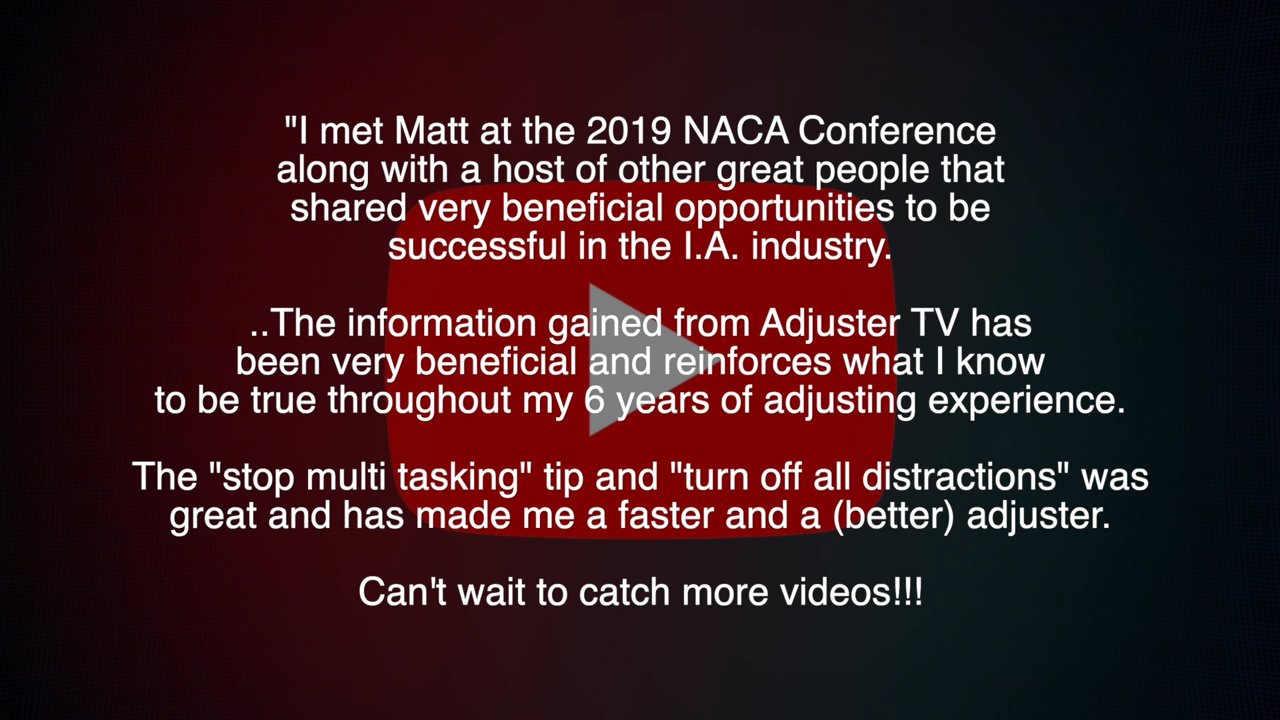 "I met Matt at the 2019 NACA Conference
along with a host of other great people that
shared very beneficial opportunities to be
successful in the I.A. industry.
..The information gained from Adjuster TV has
been very beneficial and reinforces what I know
to be true throughout my 6 years of adjusting experience.
The "stop multi tasking" tip and "turn off all distractions" was
great and has made me a faster and a (better) adjuster.
Can't wait to catch more videos!!!